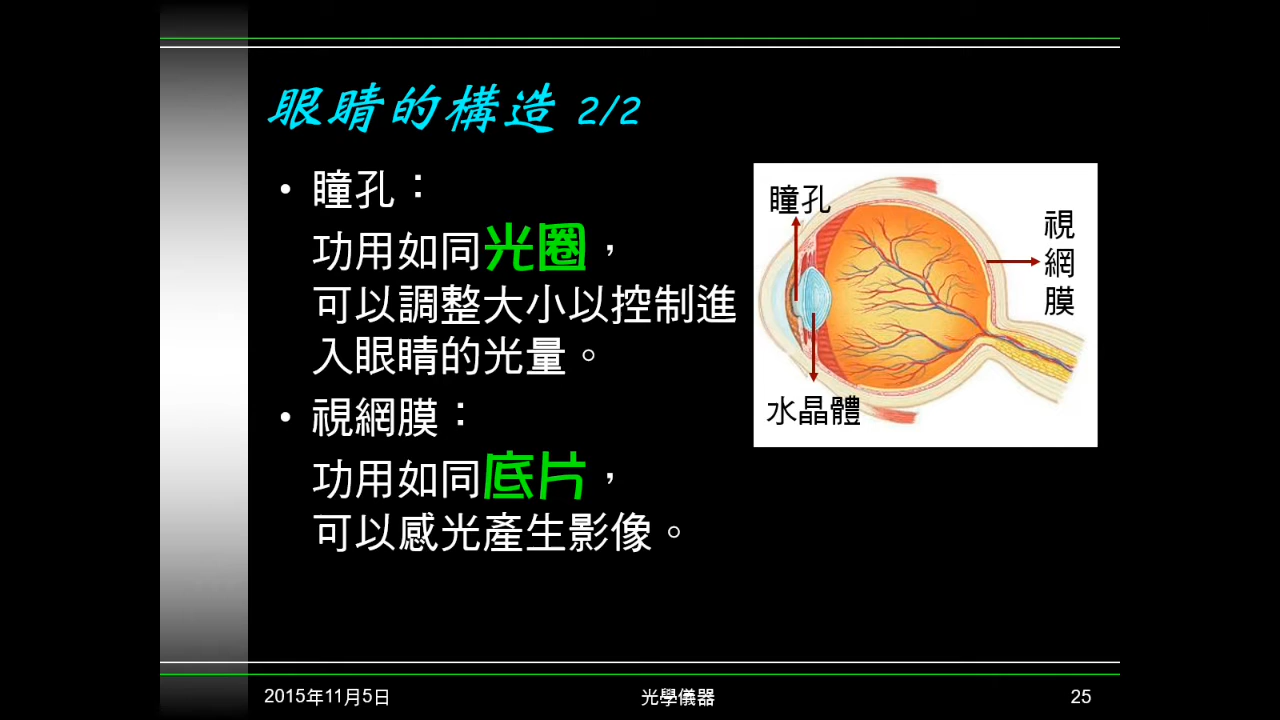 眼睛的構造 2/2
• 瞳孔：
功用如同光圈，
可以調整大小以控制進
入眼睛的光量。
• 視網膜：
功用如同底片，
可以感光產生影像。
瞳孔
視網膜
水晶體
2015年11月5日
光學儀器
25